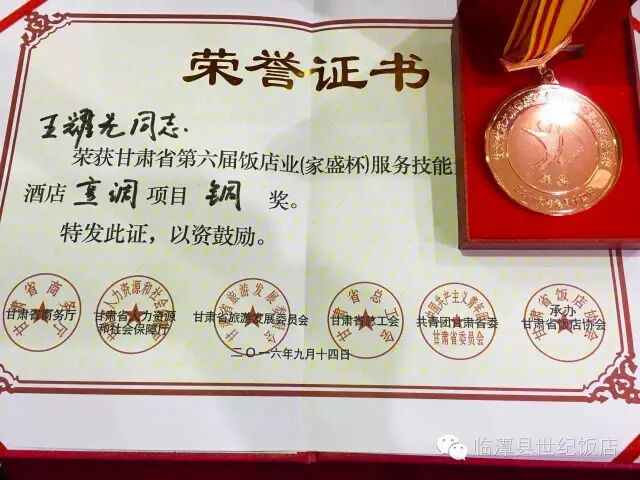 荣誉证书
王耀光同志.
荣获甘肃省第六届饭店业(家盛杯)服务技能
酒店烹调项目铜奖。
特发此证，以资鼓励。
甘肃省商务厅
甘肃省人力资源
和社会保障厅
甘肃省旅游发展委员会
甘肃省总工会
共青团甘肃省委
甘肃省委员会
承办
甘肃省饭店协会
二〇一六年九月十四日
临潭县世纪饭店